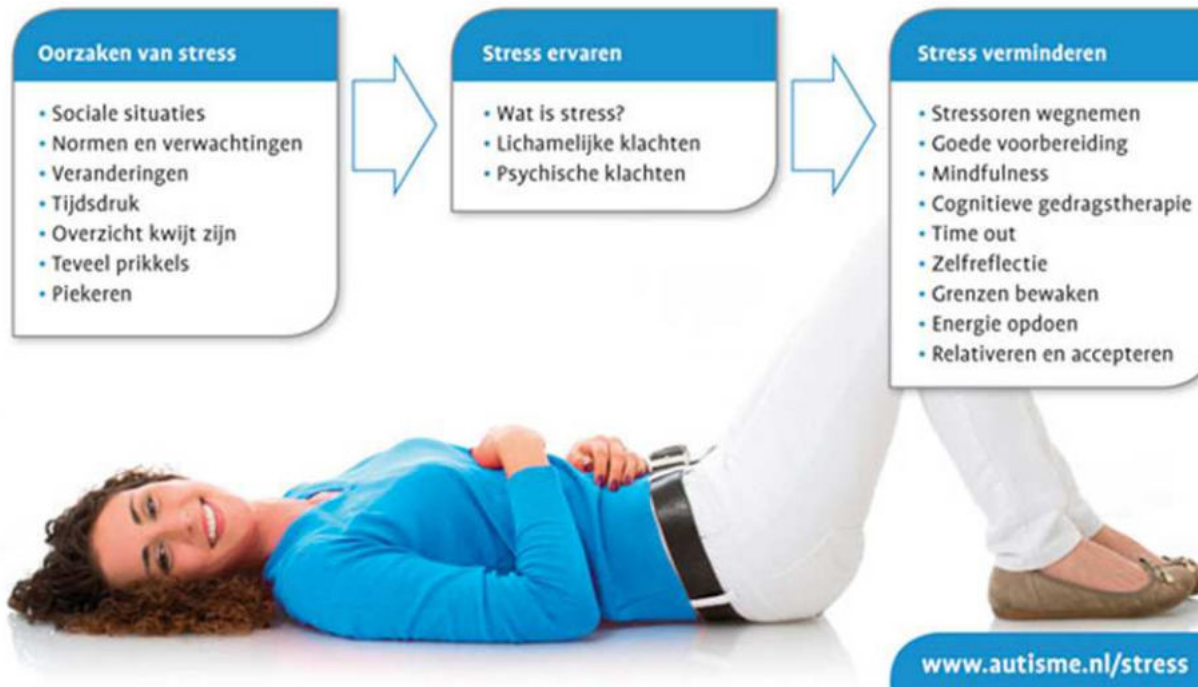 Oorzaken van stress
• Sociale situaties
• Normen en verwachtingen
• Veranderingen
• Tijdsdruk
• Overzicht kwijt zijn
• Teveel prikkels
• Piekeren
Stress ervaren
• Wat is stress?
• Lichamelijke klachten
• Psychische klachten
Stress verminderen
• Stressoren wegnemen
• Goede voorbereiding
• Mindfulness
• Cognitieve gedragstherapie
• Time out
• Zelfreflectie
• Grenzen bewaken
• Energie opdoen
• Relativeren en accepteren
www.autisme.nl/stress